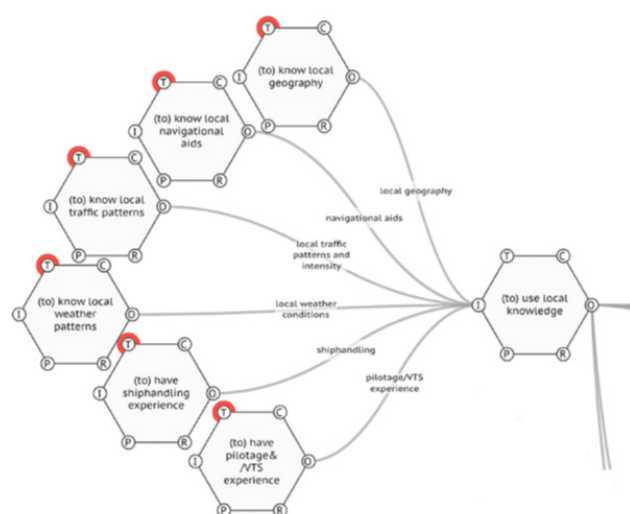 T
C
(to) know local
geography
I
O
P
R
T
C
(to) know local
navigational
aids
I
O
P
R
T
C
(to) know local
traffic patterns
I
O
P
R
T
C
(to) know local
weather
patterns
I
O
P
R
T
C
(to) have
shiphandling
experience
I
O
P
R
T
C
(to) have
pilotage&
/VTS
experience
I
O
P
R
local geography
navigational aids
local traffic
patterns and
intensity
local weather
conditions
shiphandling
pilotage/VTS
experience
T
C
(to) use local
knowledge
I
O
P
R